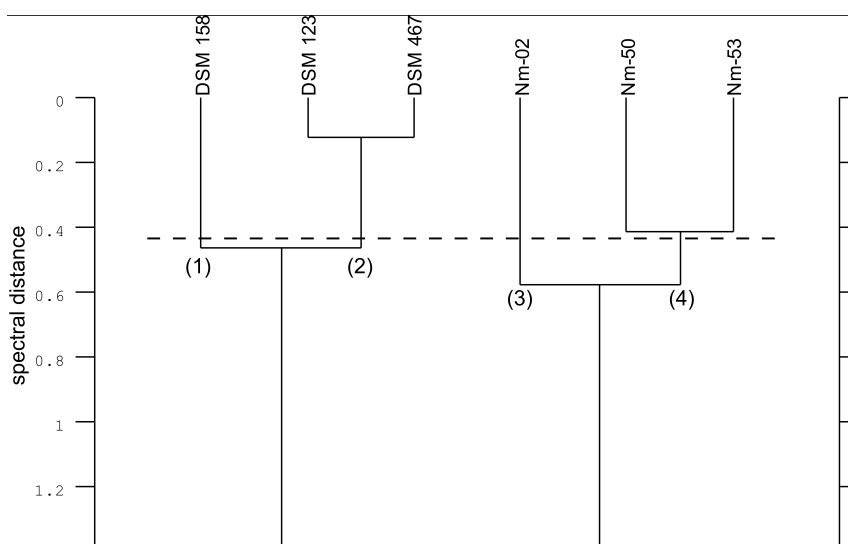 DSM 158
DSM 123
DSM 467
Nm-02
Nm-50
Nm-53
0
0.2
0.4
0.6
0.8
1
1.2
spectral distance
(1)
(2)
(3)
(4)